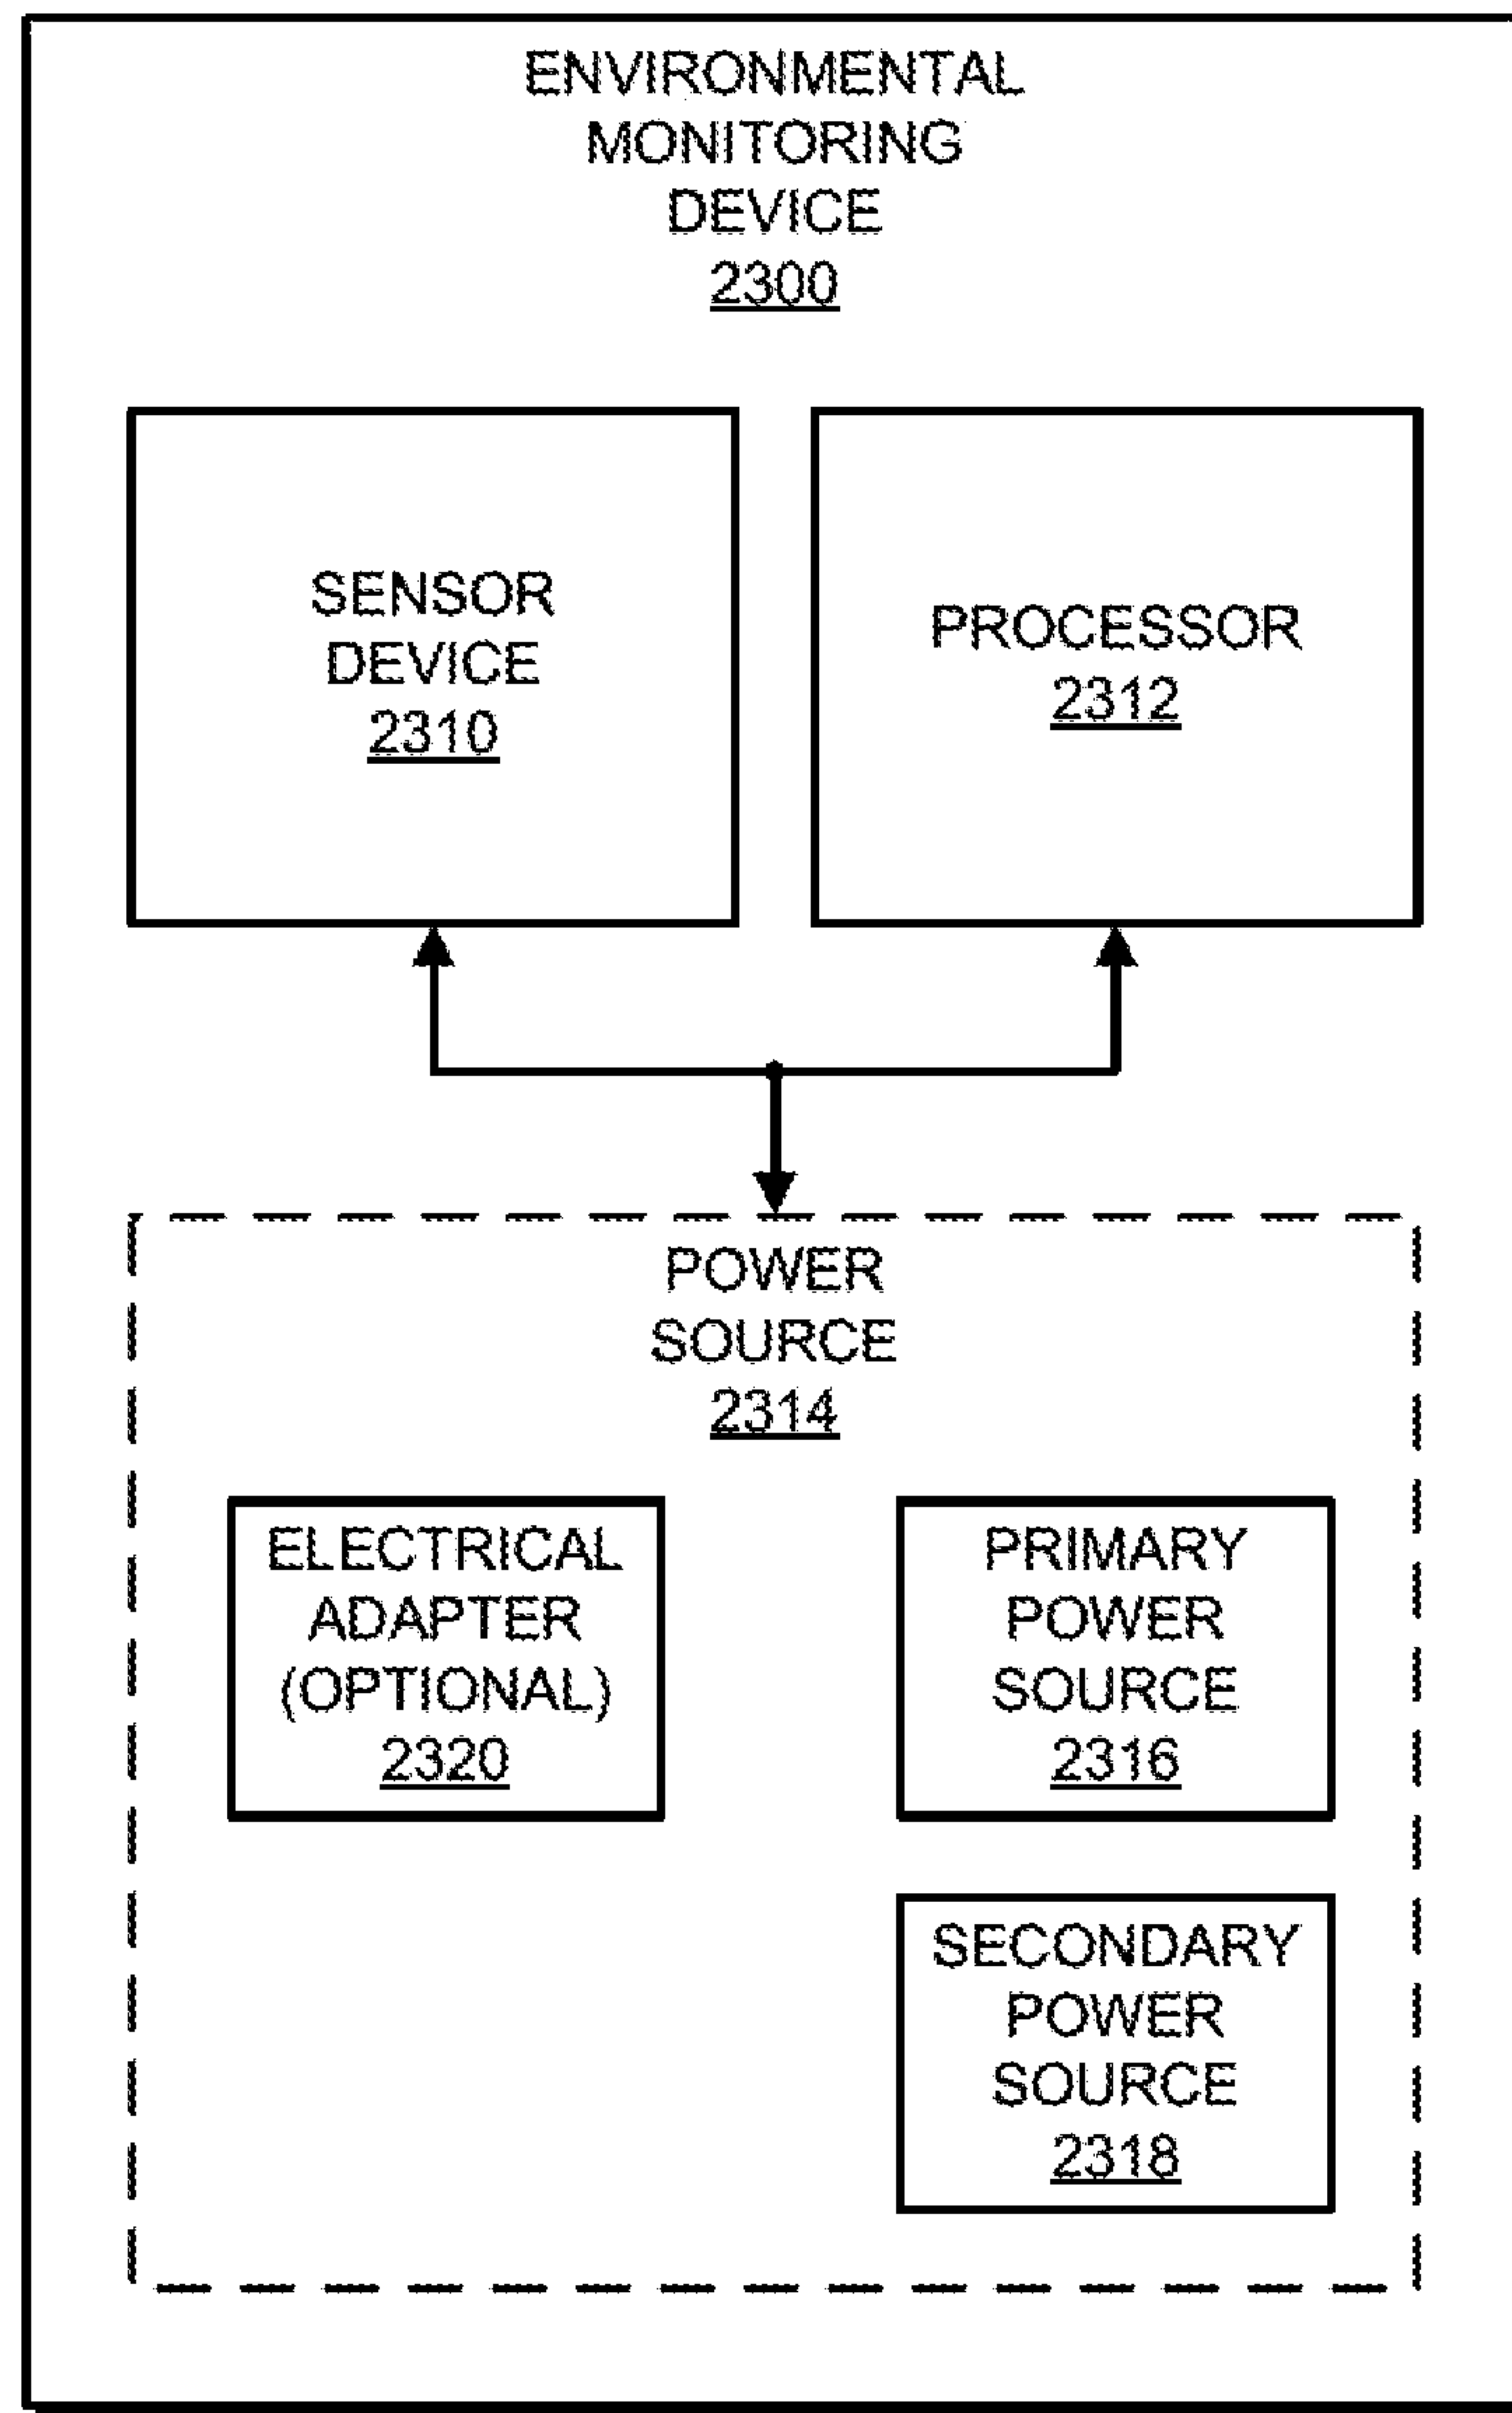 ENVIRONMENTAL
MONITORING
DEVICE
2300
SENSOR
DEVICE
2310
PROCESSOR
2312
POWER
SOURCE
2314
ELECTRICAL
ADAPTER
(OPTIONAL)
2320
PRIMARY
POWER
SOURCE
2316
SECONDARY
POWER
SOURCE
2318